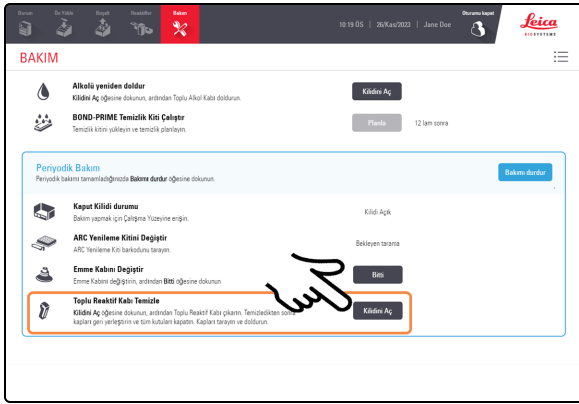 Durum
Ön Yükle
Boşalt
Reaktifler
Bakım
10:19 ÖS | 26/Kas/2023 | Jane Doe
Oturumu kapat
Leica
BIOSYSTEMS
BAKIM
Alkolü yeniden doldur
Kilidini Aç öğesine dokunun, ardından Toplu Alkol Kabı doldurun.
Kilidini Aç
BOND-PRIME Temizlik Kiti Çalıştır
Temizlik kitini yükleyin ve temizlik planlayın.
Planla
12 lam sonra
Periyodik Bakım
Periyodik bakımı tamamladığınızda Bakımı durdur öğesine dokunun.
Bakımı durdur
Kaput Kilidi durumu
Bakım yapmak için Çalışma Yüzeyine erişin.
Kilidi Açık
ARC Yenileme Kitini Değiştir
ARC Yenileme Kiti barkodunu tarayın.
Bekleyen tarama
Emme Kabını Değiştir
Emme Kabını değiştirin, ardından Bitti öğesine dokunun
Bitti
Toplu Reaktif Kabı Temizle
Kilidini Aç öğesine dokunun, ardından Toplu Reaktif Kabı çıkarın. Temizledikten sonra
kapları geri yerleştirin ve tüm kutuları kapatın. Kapları tarayın ve doldurun.
Kilidini Aç